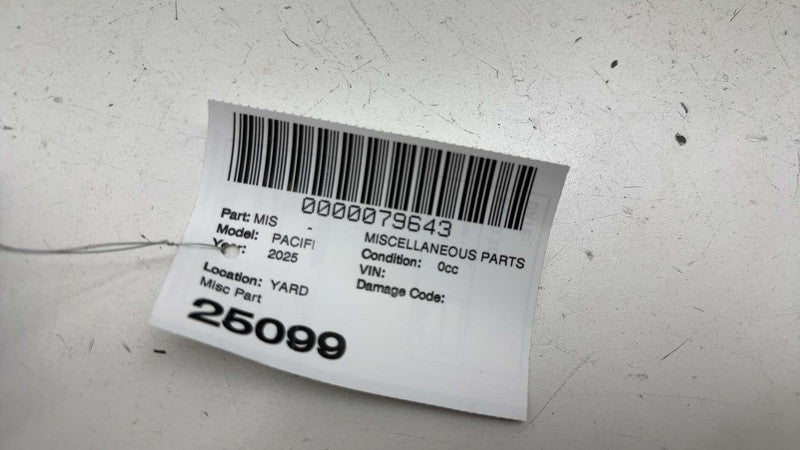 0000079643
Part: MIS - MISCELLANEOUS PARTS
Model: PACIFI Condition: 0cc
Year: 2025 VIN:
Damage Code:
Location: YARD
Misc Part
25099